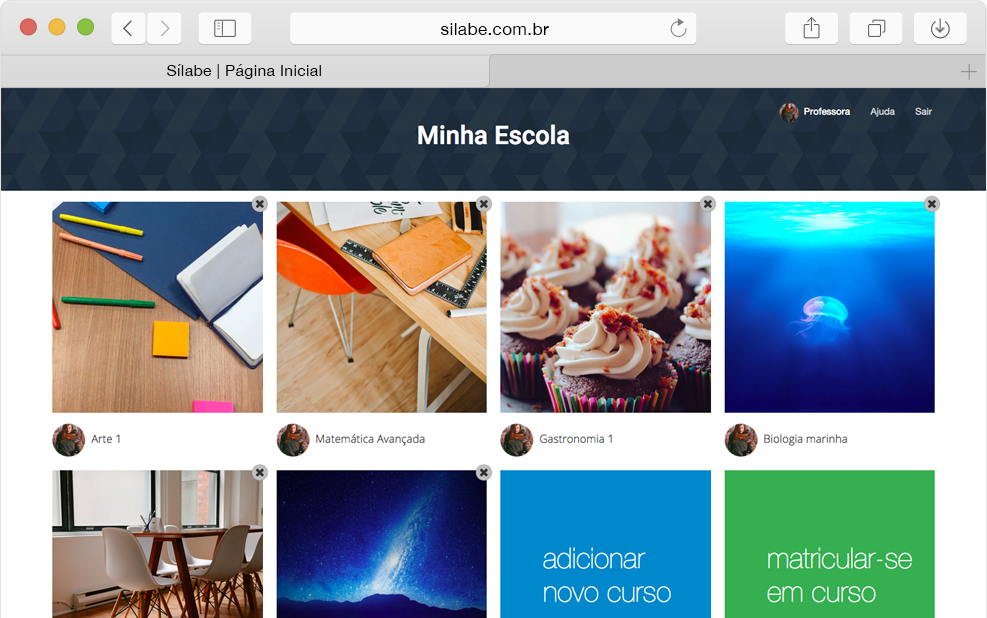 silabe.com.br
Sílabe | Página Inicial
Professora
Ajuda
Sair
Minha Escola
Arte 1
Matemática Avançada
Gastronomia 1
Biologia marinha
adicionar
novo curso
matricular-se
em curso